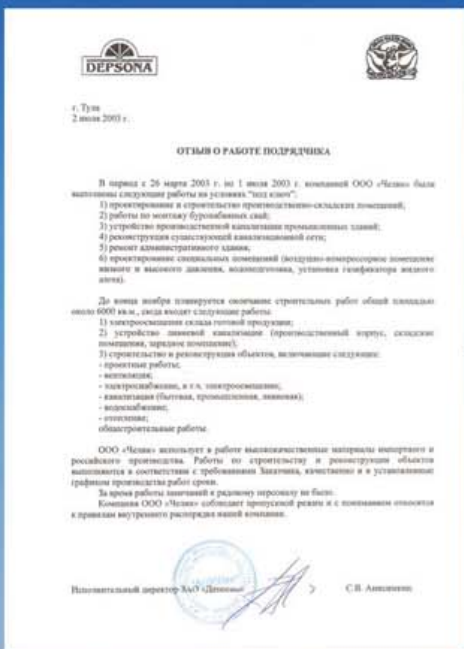 DEPSONA
г. Тула
2 июля 2003 г.
ОТЗЫВ О РАБОТЕ ПОДРЯДЧИКА
В период с 26 марта 2003 г. по 1 июля 2003 г. компанией ООО «Челик» были
выполнены следующие работы на условиях "под ключ":
1) проектирование и строительство производственно-складских помещений;
2) работы по монтажу буронабивных свай;
3) устройство производственной канализации промышленных зданий;
4) реконструкция существующей канализационной сети;
5) ремонт административного здания;
6) проектирование специальных помещений (воздушно-компрессорное помещение
низкого и высокого давления, водоподготовка, установка газификатора жидкого
азота).
До конца ноября планируется окончание строительных работ общей площадью
около 6000 кв.м., сюда входят следующие работы:
1) электроосвещение склада готовой продукции;
2) устройство ливневой канализации (производственный корпус, складские
помещения, зарядное помещение);
3) строительство и реконструкция объектов, включающие следующее:
- проектные работы;
- вентиляция;
- электроснабжение, в т.ч. электроосвещение;
- канализация (бытовая, промышленная, ливневая);
- водоснабжение;
- отопление;
общестроительные работы
ООО «Челик» использует в работе высококачественные материалы импортного и
российского производства. Работы по строительству и реконструкции объектов
выполняются в соответствии с требованиями Заказчика, качественно и в установленные
графиком производства работ сроки.
За время работы замечаний к рядовому персоналу не было.
Компания ООО «Челик» соблюдает пропускной режим и с пониманием относится
к правилам внутреннего распорядка нашей компании.
Исполнительный директор ЗАО
С.В.